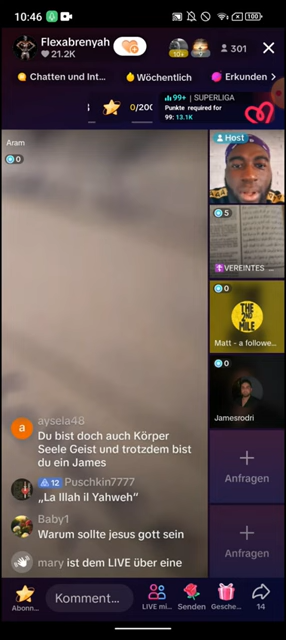 10:46
100
Flexabrenyah
21.2K
10+
301
Chatten und Int...
Wöchentlich
Erkunden
0/200
99+ | SUPERLIGA
Punkte required for
99: 13.1K
Aram
0
Host
5
VEREINTES ...
0
THE
2ND
MILE
Matt - a followe...
0
Jamesrodri
aysela48
Du bist doch auch Körper
Seele Geist und trotzdem bist
du ein James
12 Puschkin7777
„La Illah il Yahweh“
Baby1
Warum sollte jesus gott sein
mary ist dem LIVE über eine
Anfragen
Anfragen
Abonn...
Komment...
LIVE mi...
Senden
Gesche...
14